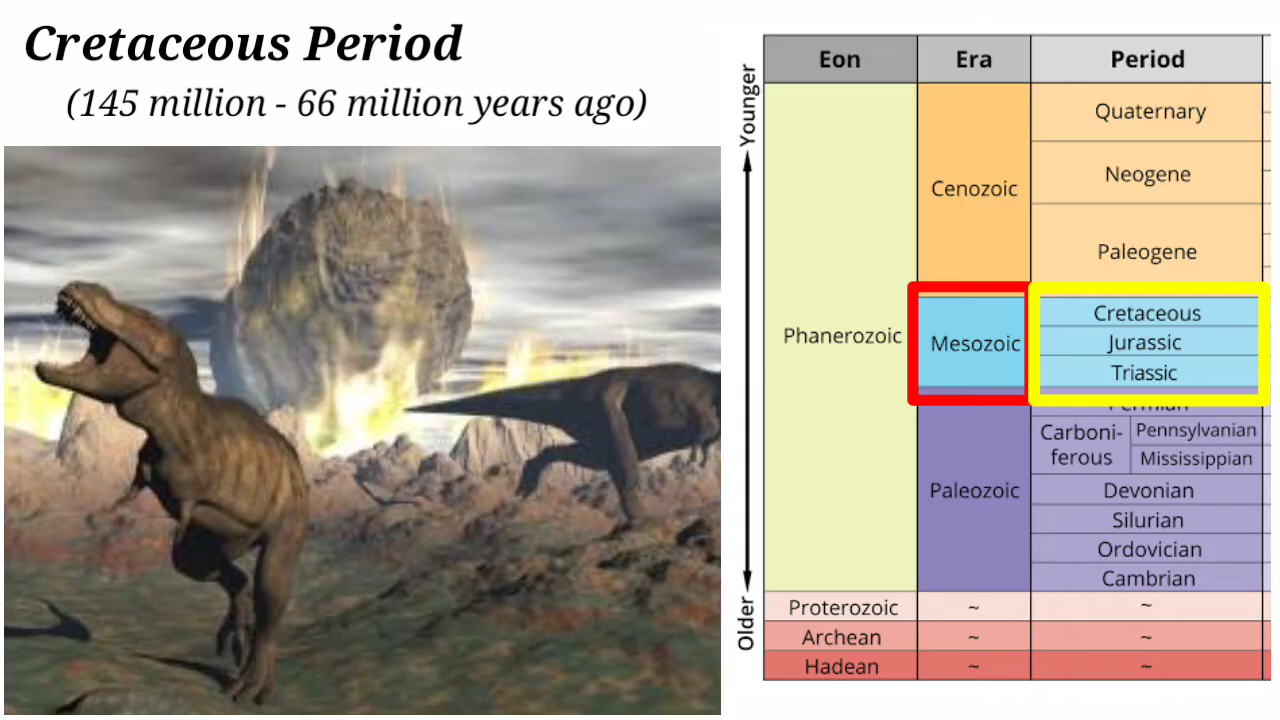 Cretaceous Period
(145 million - 66 million years ago)
Younger
Older
Eon Era Period
Phanerozoic
Cenozoic
Quaternary
Neogene
Paleogene
Mesozoic
Cretaceous
Jurassic
Triassic
Paleozoic
Permian
Carboni-
ferous
Pennsylvanian
Mississippian
Devonian
Silurian
Ordovician
Cambrian
Proterozoic ~ ~
Archean ~ ~
Hadean ~ ~